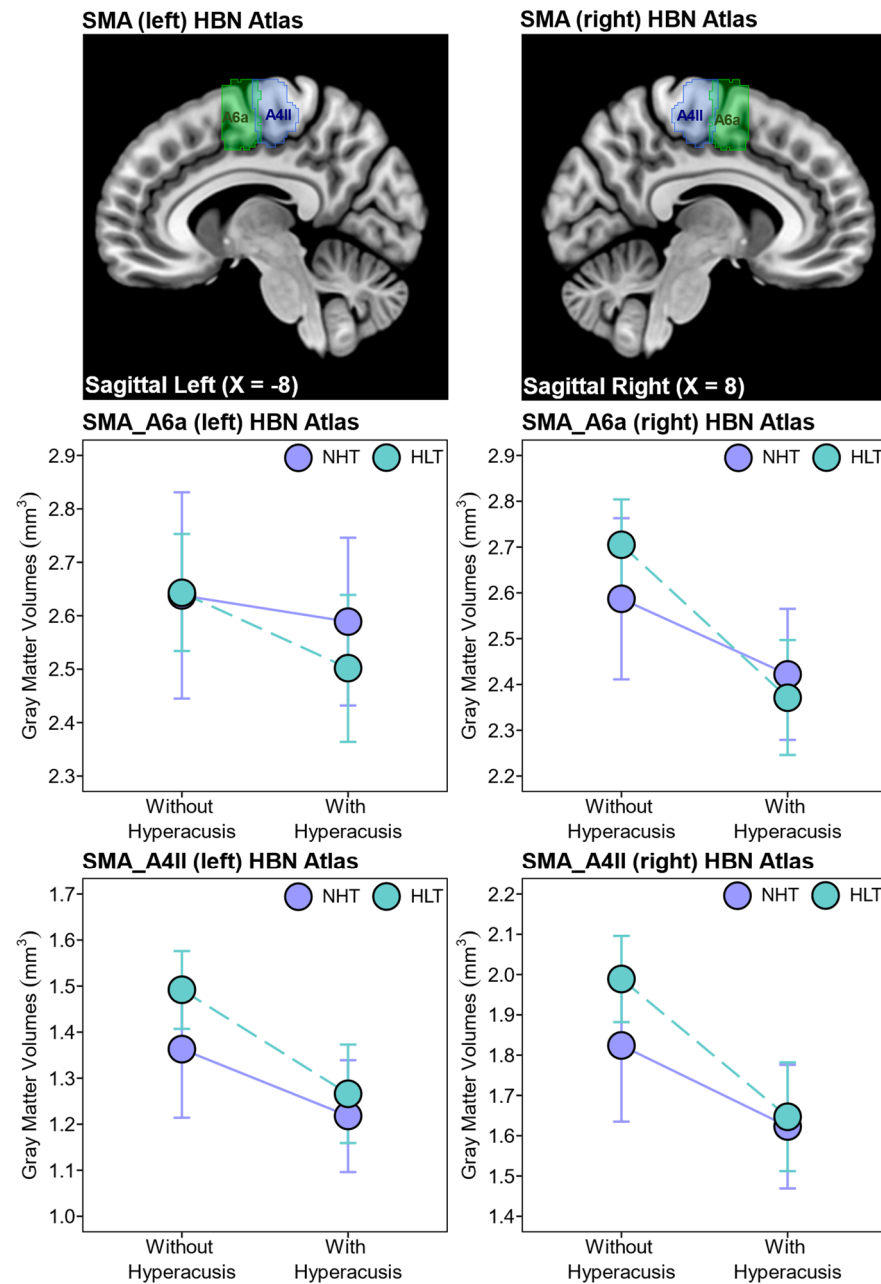 SMA (left) HBN Atlas
SMA (right) HBN Atlas
A6a
A4ll
A4ll
A6a
Sagittal Left (X = -8)
Sagittal Right (X = 8)
SMA_A6a (left) HBN Atlas
NHT
HLT
Gray Matter Volumes (mm³)
2.9
2.8
2.7
2.6
2.5
2.4
2.3
Without
Hyperacusis
With
Hyperacusis
SMA_A6a (right) HBN Atlas
NHT
HLT
Gray Matter Volumes (mm³)
2.9
2.8
2.7
2.6
2.5
2.4
2.3
2.2
Without
Hyperacusis
With
Hyperacusis
SMA_A4ll (left) HBN Atlas
NHT
HLT
Gray Matter Volumes (mm³)
1.7
1.6
1.5
1.4
1.3
1.2
1.1
1.0
Without
Hyperacusis
With
Hyperacusis
SMA_A4ll (right) HBN Atlas
NHT
HLT
Gray Matter Volumes (mm³)
2.2
2.1
2.0
1.9
1.8
1.7
1.6
1.5
1.4
Without
Hyperacusis
With
Hyperacusis